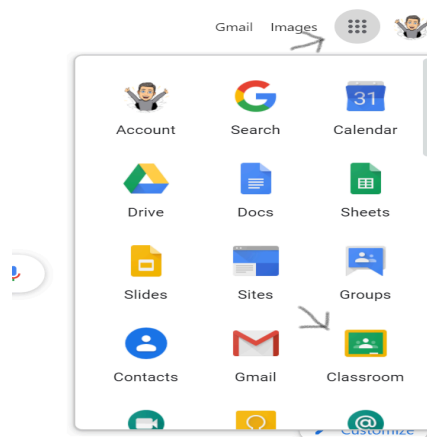 Gmail Images
Account Search Calendar
31
Drive Docs Sheets
Slides Sites Groups
Contacts Gmail Classroom
Customize